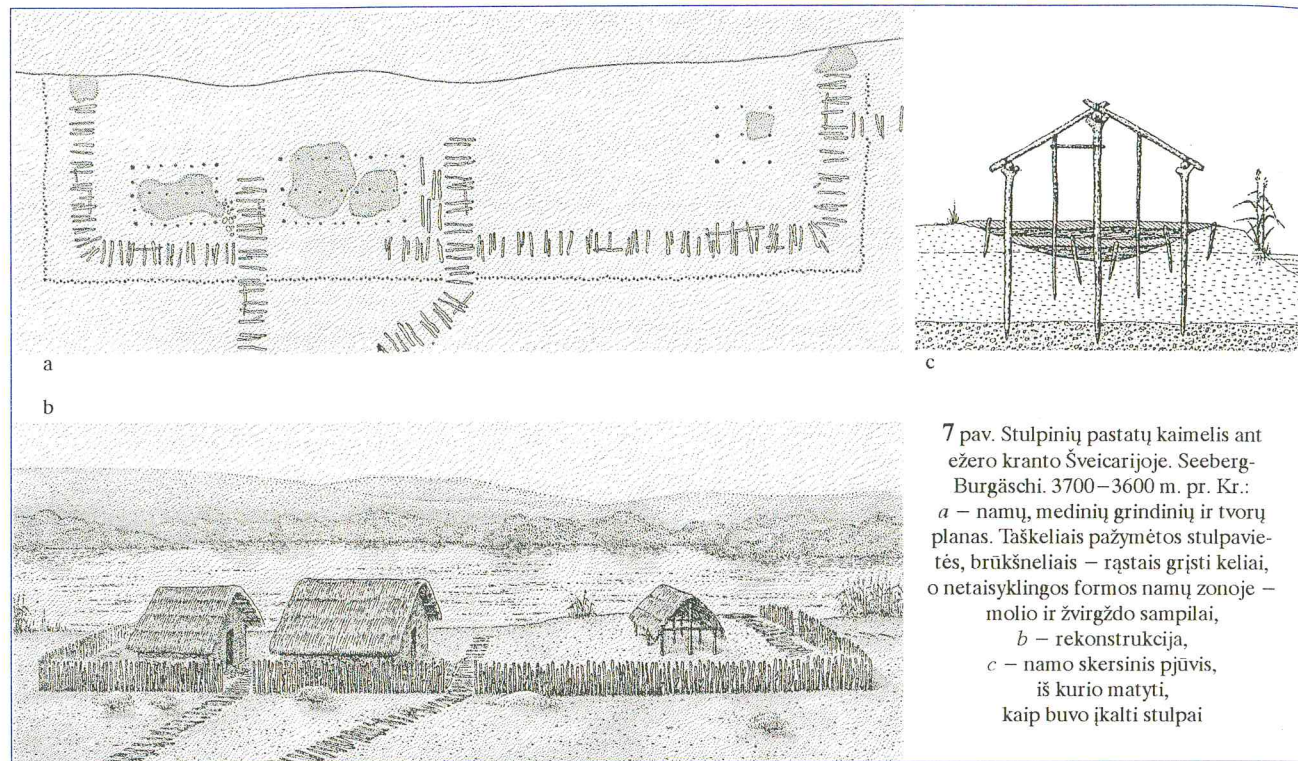 a
c
b
7 pav. Stulpinių pastatų kaimelis ant
ežero kranto Šveicarijoje. Seeberg-
Burgäschi. 3700–3600 m. pr. Kr.:
a – namų, medinių grindinių ir tvorų
planas. Taškeliais pažymėtos stulpavie-
tės, brūkšneliais – rąstais grįsti keliai,
o netaisyklingos formos namų zonoje –
molio ir žvirgždo sampilai,
b – rekonstrukcija,
c – namo skersinis pjūvis,
iš kurio matyti,
kaip buvo įkalti stulpai